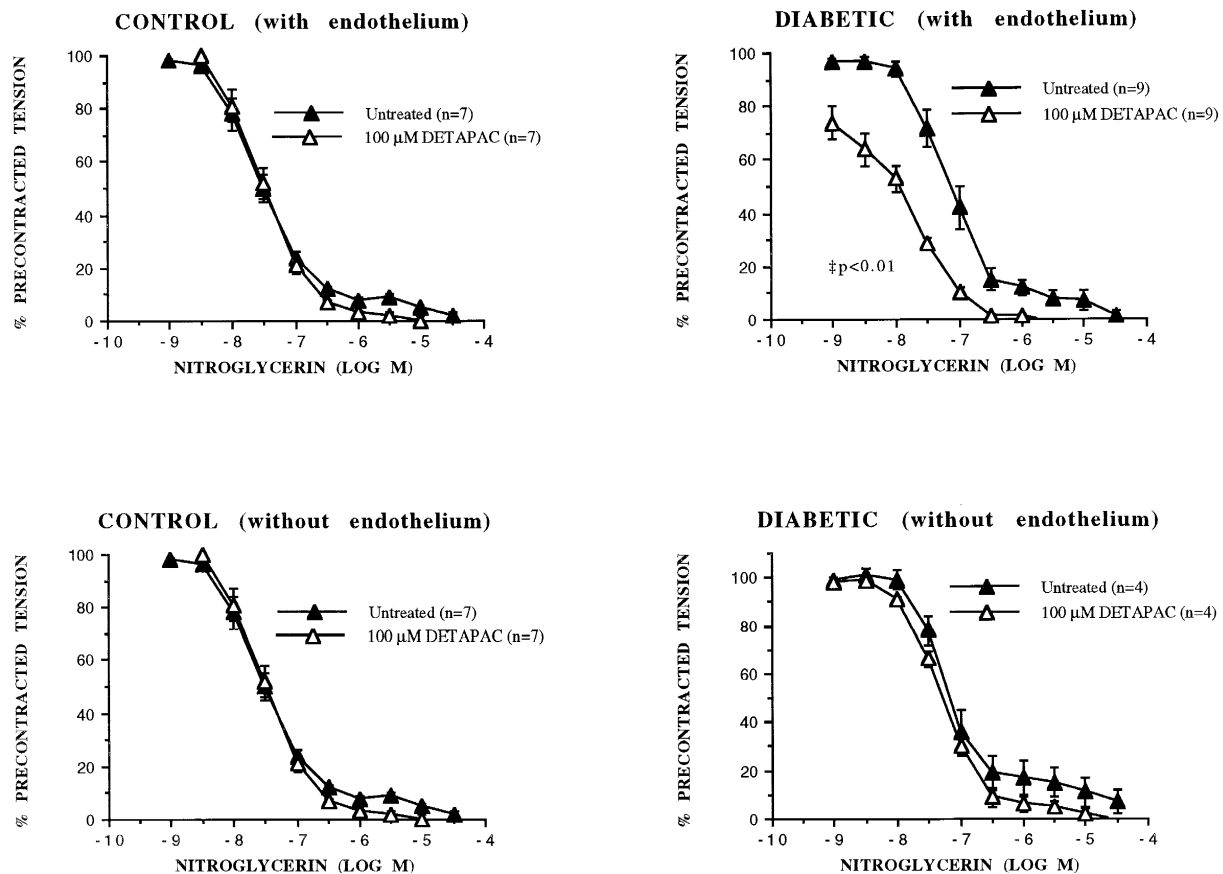 CONTROL (with endothelium)
% PRECONTRACTED TENSION
100
80
60
40
20
0
Untreated (n=7)
100 µM DETAPAC (n=7)
-10
-9
-8
-7
-6
-5
-4
NITROGLYCERIN (LOG M)
DIABETIC (with endothelium)
% PRECONTRACTED TENSION
100
80
60
40
20
0
Untreated (n=9)
100 µM DETAPAC (n=9)
‡p<0.01
-10
-9
-8
-7
-6
-5
-4
NITROGLYCERIN (LOG M)
CONTROL (without endothelium)
% PRECONTRACTED TENSION
100
80
60
40
20
0
Untreated (n=7)
100 µM DETAPAC (n=7)
-10
-9
-8
-7
-6
-5
-4
NITROGLYCERIN (LOG M)
DIABETIC (without endothelium)
% PRECONTRACTED TENSION
100
80
60
40
20
0
Untreated (n=4)
100 µM DETAPAC (n=4)
-10
-9
-8
-7
-6
-5
-4
NITROGLYCERIN (LOG M)